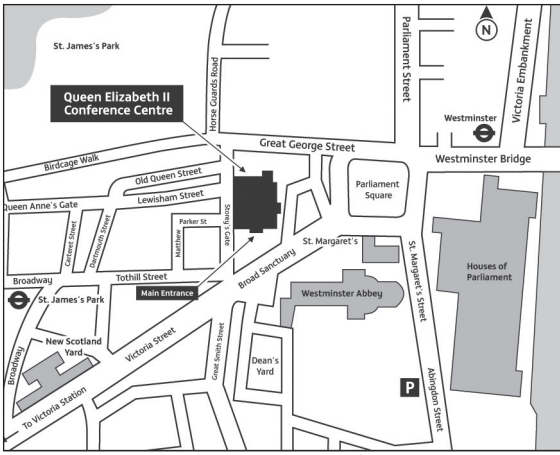 St. James's Park
Horse Guards Road
Parliament Street
N
Victoria Embankment
Queen Elizabeth II
Conference Centre
Westminster
Great George Street
Westminster Bridge
Birdcage Walk
Old Queen Street
Lewisham Street
Queen Anne's Gate
Parliament
Square
Carteret Street
Dartmouth Street
Matthew
Parker St
Storey's Gate
St. Margaret's
Broad Sanctuary
Broadway
Tothill Street
Main Entrance
St. James's Park
Westminster Abbey
St. Margaret's Street
Houses of
Parliament
New Scotland
Yard
Broadway
Victoria Street
Great Smith Street
Dean's
Yard
P
Abingdon Street
To Victoria Station